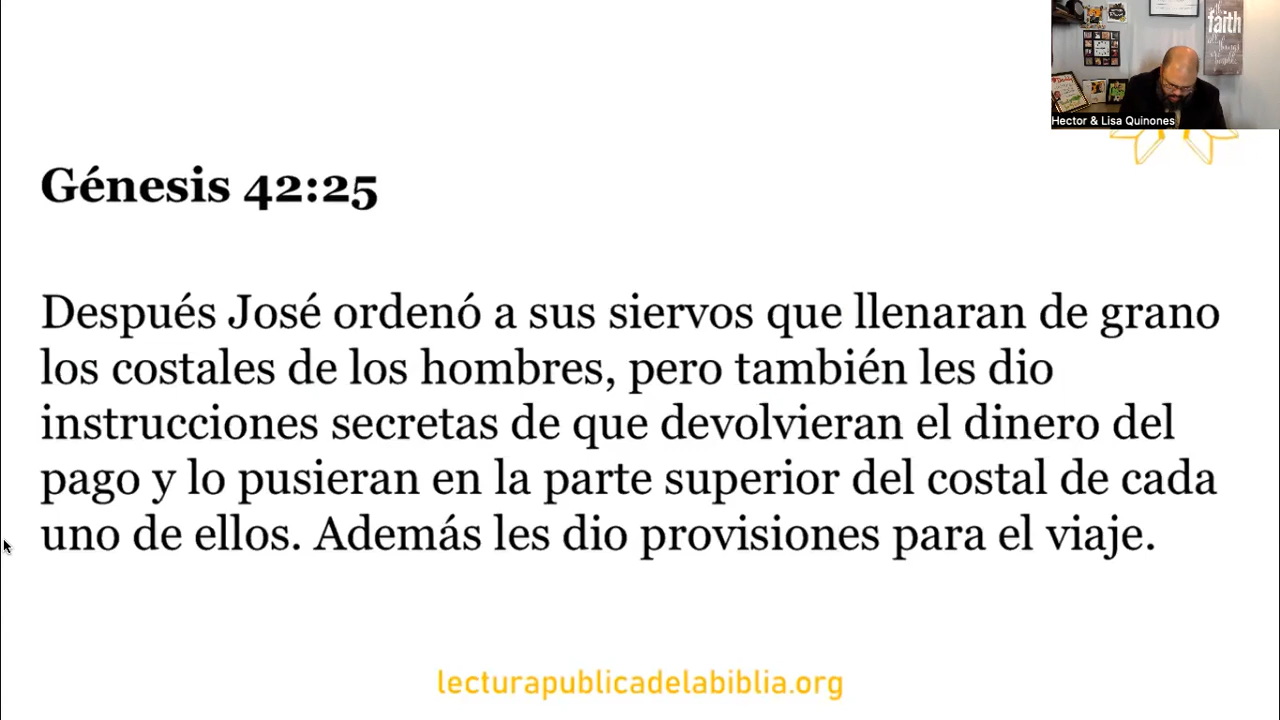 faith
Hector & Lisa Quinones
Génesis 42:25
Después José ordenó a sus siervos que llenaran de grano
los costales de los hombres, pero también les dio
instrucciones secretas de que devolvieran el dinero del
pago y lo pusieran en la parte superior del costal de cada
uno de ellos. Además les dio provisiones para el viaje.
lecturapublicadelabiblia.org